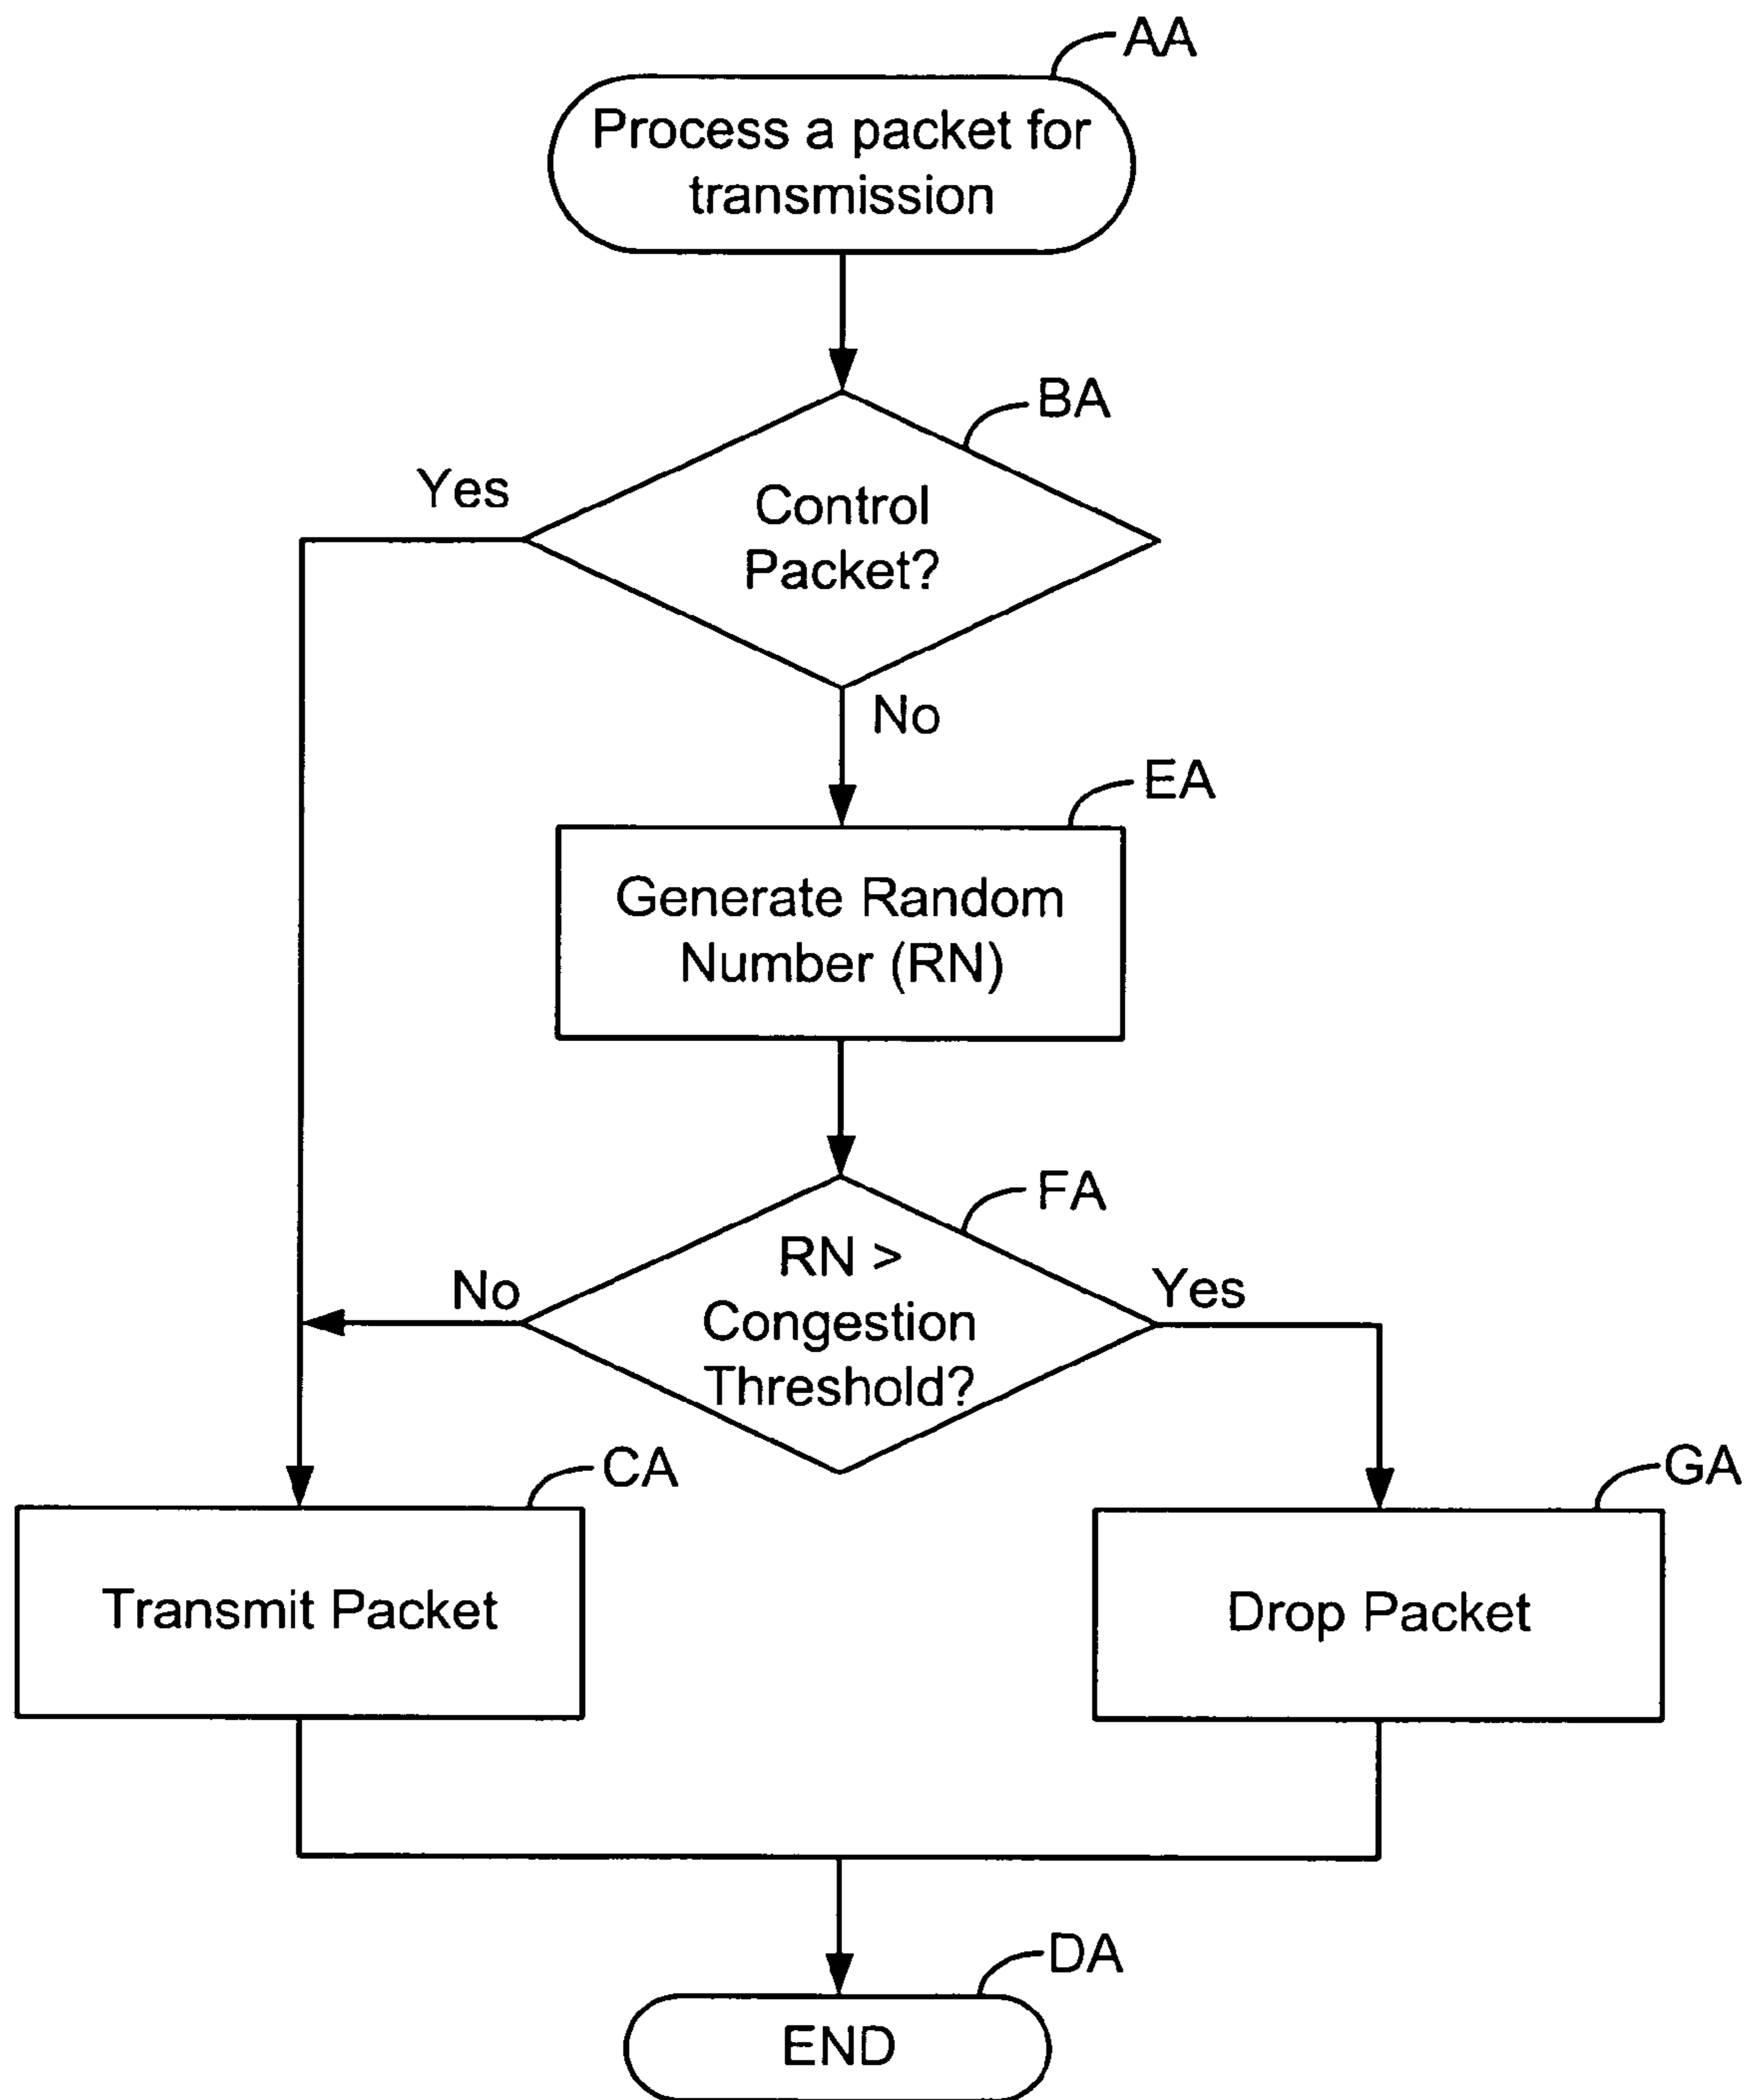 AA
Process a packet for
transmission
BA
Yes
Control
Packet?
No
EA
Generate Random
Number (RN)
FA
RN >
Congestion
Threshold?
No
Yes
CA
GA
Transmit Packet
Drop Packet
DA
END